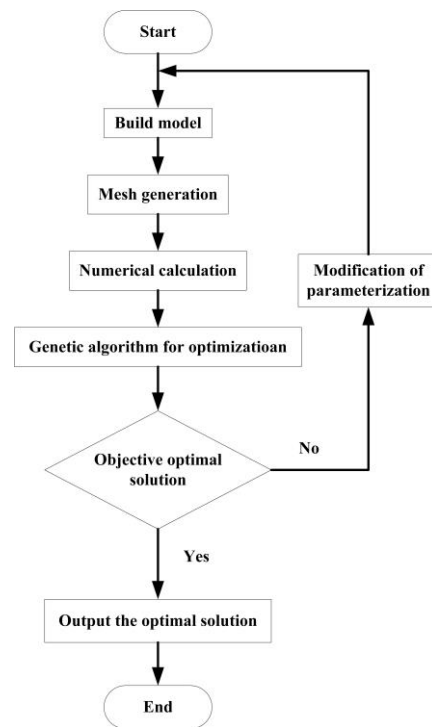 Start
Build model
Mesh generation
Numerical calculation
Modification of
parameterization
Genetic algorithm for optimizatioan
Objective optimal
solution
No
Yes
Output the optimal solution
End